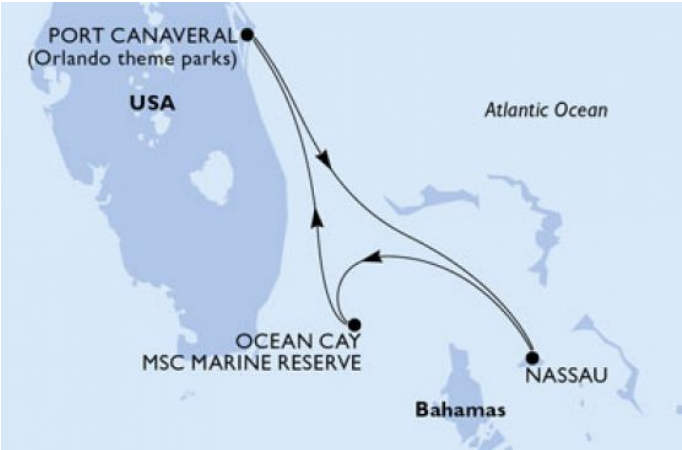 PORT CANAVERAL
(Orlando theme parks)
USA
Atlantic Ocean
OCEAN CAY
MSC MARINE RESERVE
NASSAU
Bahamas